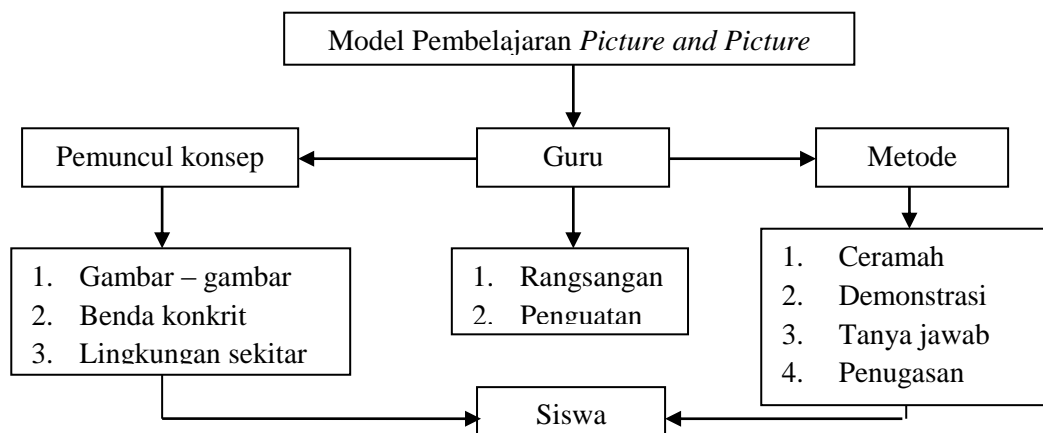 Model Pembelajaran Picture and Picture
Pemuncul konsep
Guru
Metode
1. Gambar – gambar
2. Benda konkrit
3. Lingkungan sekitar
1. Rangsangan
2. Penguatan
1. Ceramah
2. Demonstrasi
3. Tanya jawab
4. Penugasan
Siswa